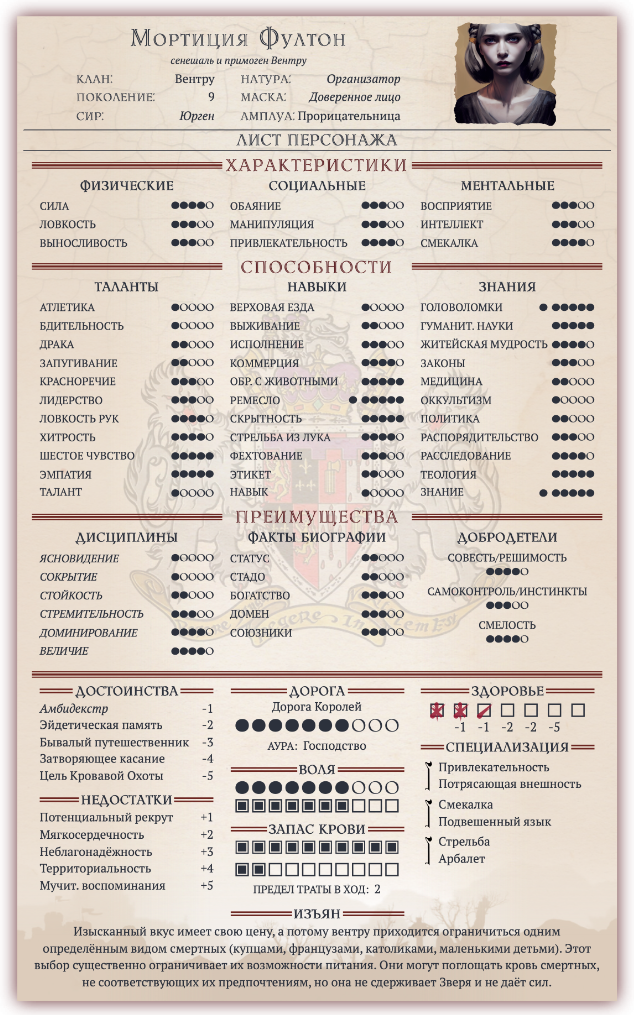 Мортиция Фултон
сенешаль и примоген Вентру
КЛАН: Вентру НАТУРА: Организатор
ПОКОЛЕНИЕ: 9 МАСКА: Доверенное лицо
СИР: Юрген АМПЛУА: Прорицательница
ЛИСТ ПЕРСОНАЖА
ХАРАКТЕРИСТИКИ
ФИЗИЧЕСКИЕ СОЦИАЛЬНЫЕ МЕНТАЛЬНЫЕ
СИЛА ОБАЯНИЕ ВОСПРИЯТИЕ
ЛОВКОСТЬ МАНИПУЛЯЦИЯ ИНТЕЛЛЕКТ
ВЫНОСЛИВОСТЬ ПРИВЛЕКАТЕЛЬНОСТЬ СМЕКАЛКА
СПОСОБНОСТИ
ТАЛАНТЫ НАВЫКИ ЗНАНИЯ
АТЛЕТИКА ВЕРХОВАЯ ЕЗДА ГОЛОВОЛОМКИ
БДИТЕЛЬНОСТЬ ВЫЖИВАНИЕ ГУМАНИТ. НАУКИ
ДРАКА ИСПОЛНЕНИЕ ЖИТЕЙСКАЯ МУДРОСТЬ
ЗАПУГИВАНИЕ КОММЕРЦИЯ ЗАКОНЫ
КРАСНОРЕЧИЕ ОБР. С ЖИВОТНЫМИ МЕДИЦИНА
ЛИДЕРСТВО РЕМЕСЛО ОККУЛЬТИЗМ
ЛОВКОСТЬ РУК СКРЫТНОСТЬ ПОЛИТИКА
ХИТРОСТЬ СТРЕЛЬБА ИЗ ЛУКА РАСПОРЯДИТЕЛЬСТВО
ШЕСТОЕ ЧУВСТВО ФЕХТОВАНИЕ РАССЛЕДОВАНИЕ
ЭМПАТИЯ ЭТИКЕТ ТЕОЛОГИЯ
ТАЛАНТ НАВЫК ЗНАНИЕ
ПРЕИМУЩЕСТВА
ДИСЦИПЛИНЫ ФАКТЫ БИОГРАФИИ ДОБРОДЕТЕЛИ
ЯСНОВИДЕНИЕ СТАТУС СОВЕСТЬ/РЕШИМОСТЬ
СОКРЫТИЕ СТАДО
СТОЙКОСТЬ БОГАТСТВО САМОКОНТРОЛЬ/ИНСТИНКТЫ
СТРЕМИТЕЛЬНОСТЬ ДОМЕН
ДОМИНИРОВАНИЕ СОЮЗНИКИ СМЕЛОСТЬ
ВЕЛИЧИЕ
ДОСТОИНСТВА
Амбидекстр -1
Эйдетическая память -2
Бывалый путешественник -3
Затворяющее касание -4
Цель Кровавой Охоты -5
НЕДОСТАТКИ
Потенциальный рекрут +1
Мягкосердечность +2
Неблагонадёжность +3
Территориальность +4
Мучит. воспоминания +5
ДОРОГА
Дорога Королей
АУРА: Господство
ВОЛЯ
ЗАПАС КРОВИ
ПРЕДЕЛ ТРАТЫ В ХОД: 2
ЗДОРОВЬЕ
-1 -1 -2 -2 -5
СПЕЦИАЛИЗАЦИЯ
Привлекательность
Потрясающая внешность
Смекалка
Подвешенный язык
Стрельба
Арбалет
ИЗЪЯН
Изысканный вкус имеет свою цену, а потому вентру приходится ограничиться одним
определённым видом смертных (купцами, французами, католиками, маленькими детьми). Этот
выбор существенно ограничивает их возможности питания. Они могут поглощать кровь смертных,
не соответствующих их предпочтениям, но она не сдерживает Зверя и не даёт сил.